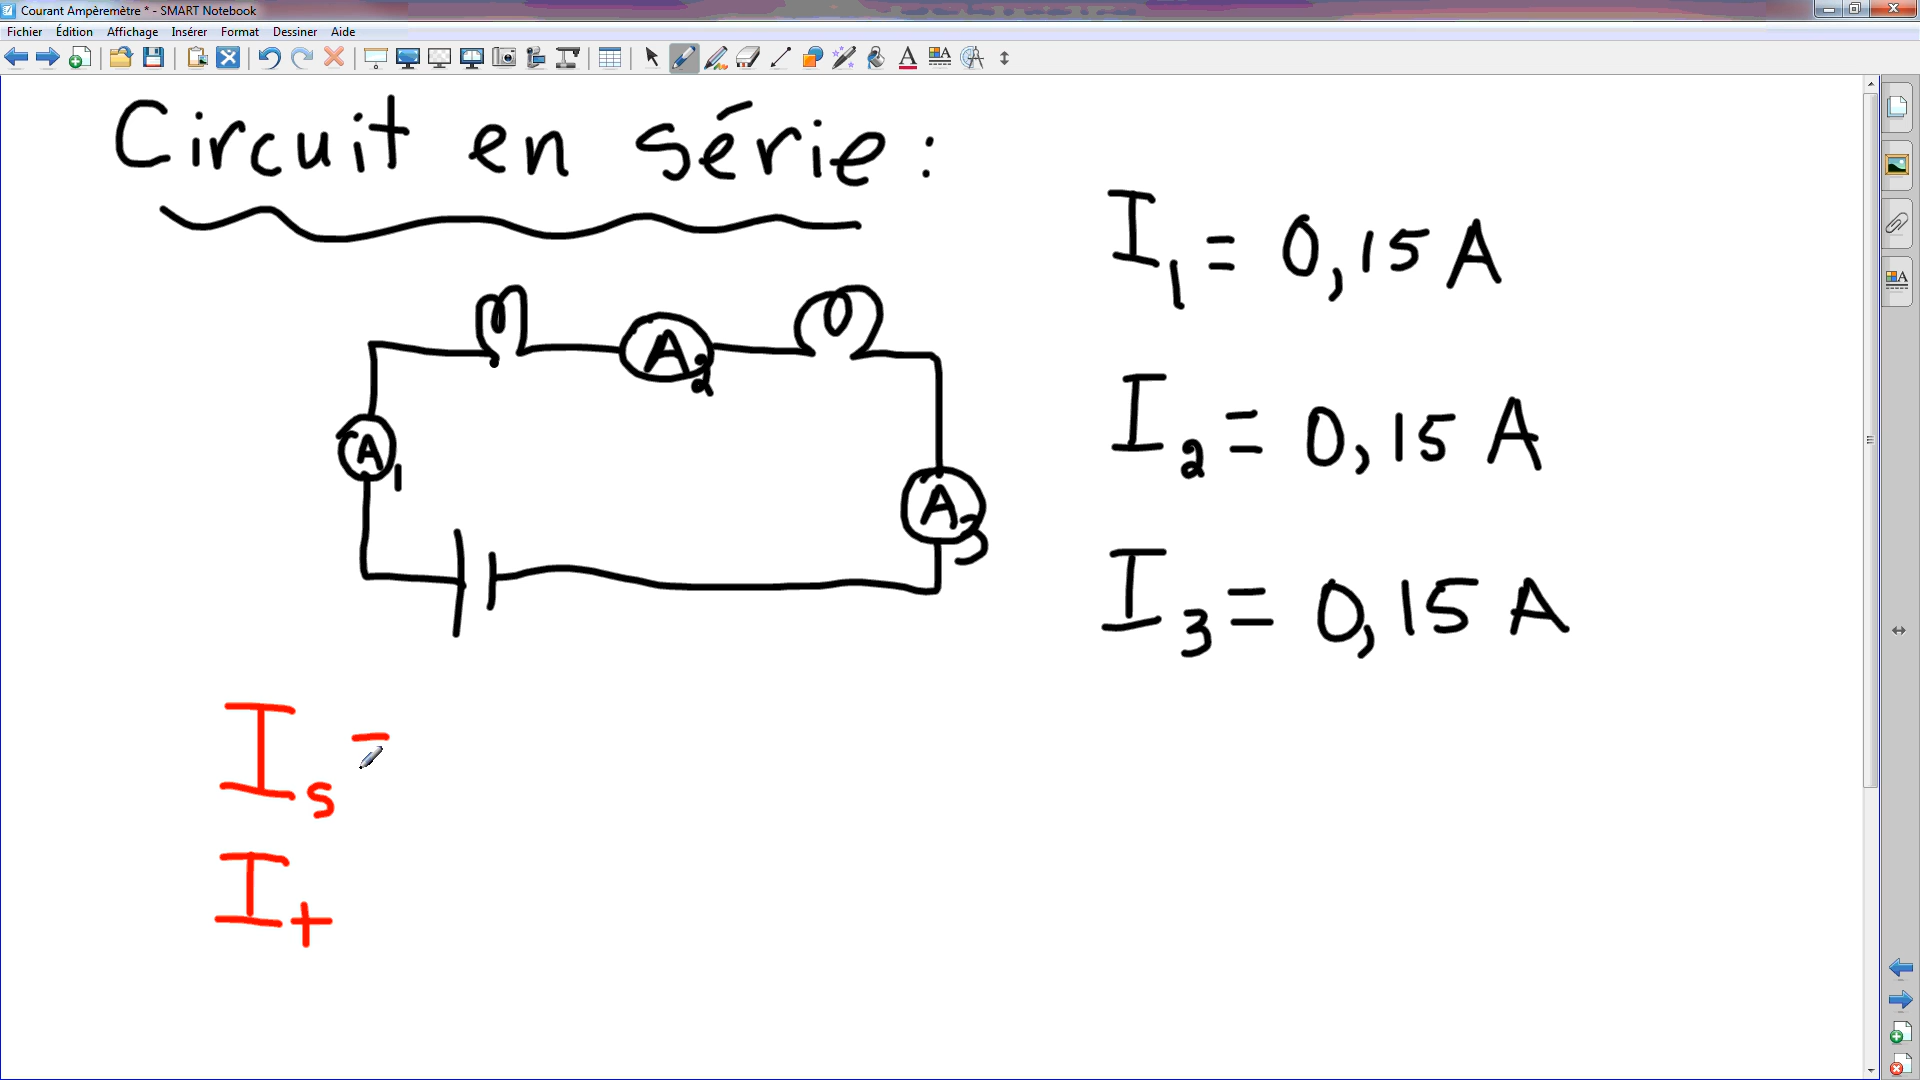 Courant Ampèremètre * - SMART Notebook
Fichier Édition Affichage Insérer Format Dessiner Aide
Circuit en série :
I1 = 0,15 A
A2
I2 = 0,15 A
A1
A3
I3 = 0,15 A
Is -
I+